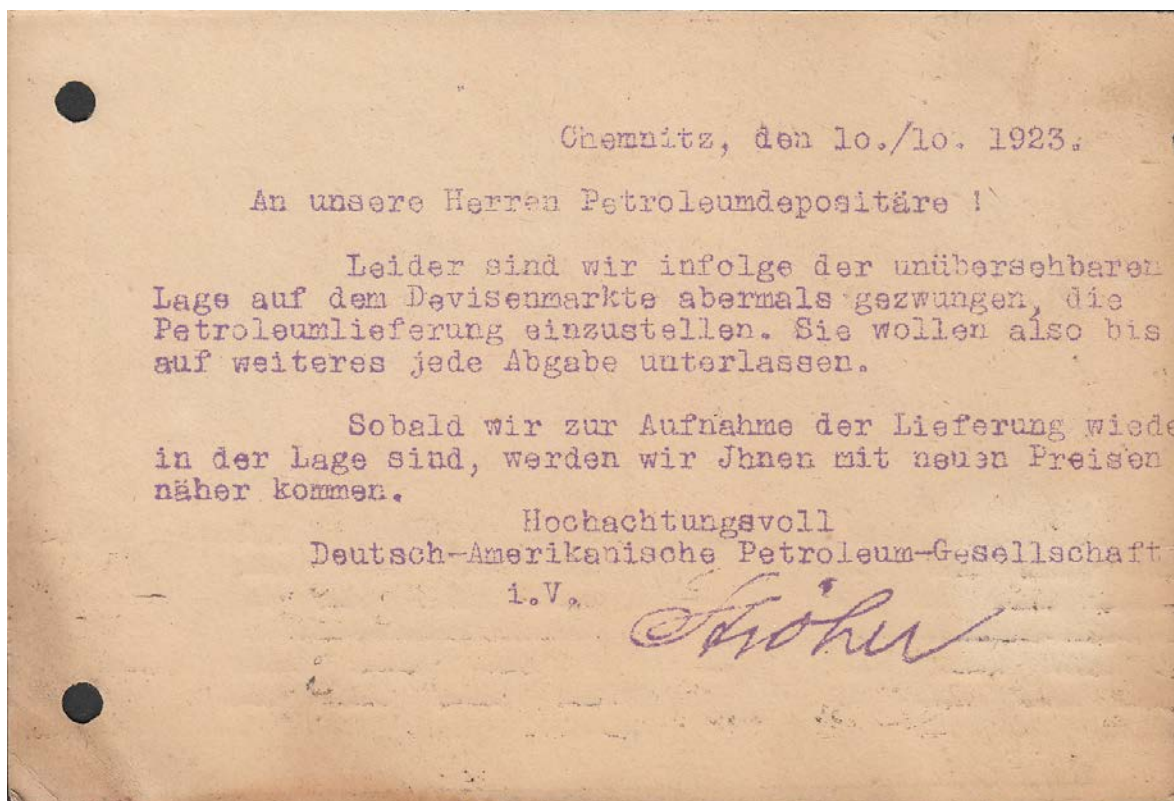 Chemnitz, den lo./lo. 1923.
An unsere Herren Petroleumdepositäre !
Leider sind wir infolge der unübersehbaren
Lage auf dem Devisenmarkte abermals gezwungen, die
Petroleumlieferung einzustellen. Sie wollen also bis
auf weiteres jede Abgabe unterlassen.
Sobald wir zur Aufnahme der Lieferung wiede
in der Lage sind, werden wir Jhnen mit neuen Preisen
näher kommen.
Hochachtungsvoll
Deutsch-Amerikanische Petroleum-Gesellschaft
i.V.